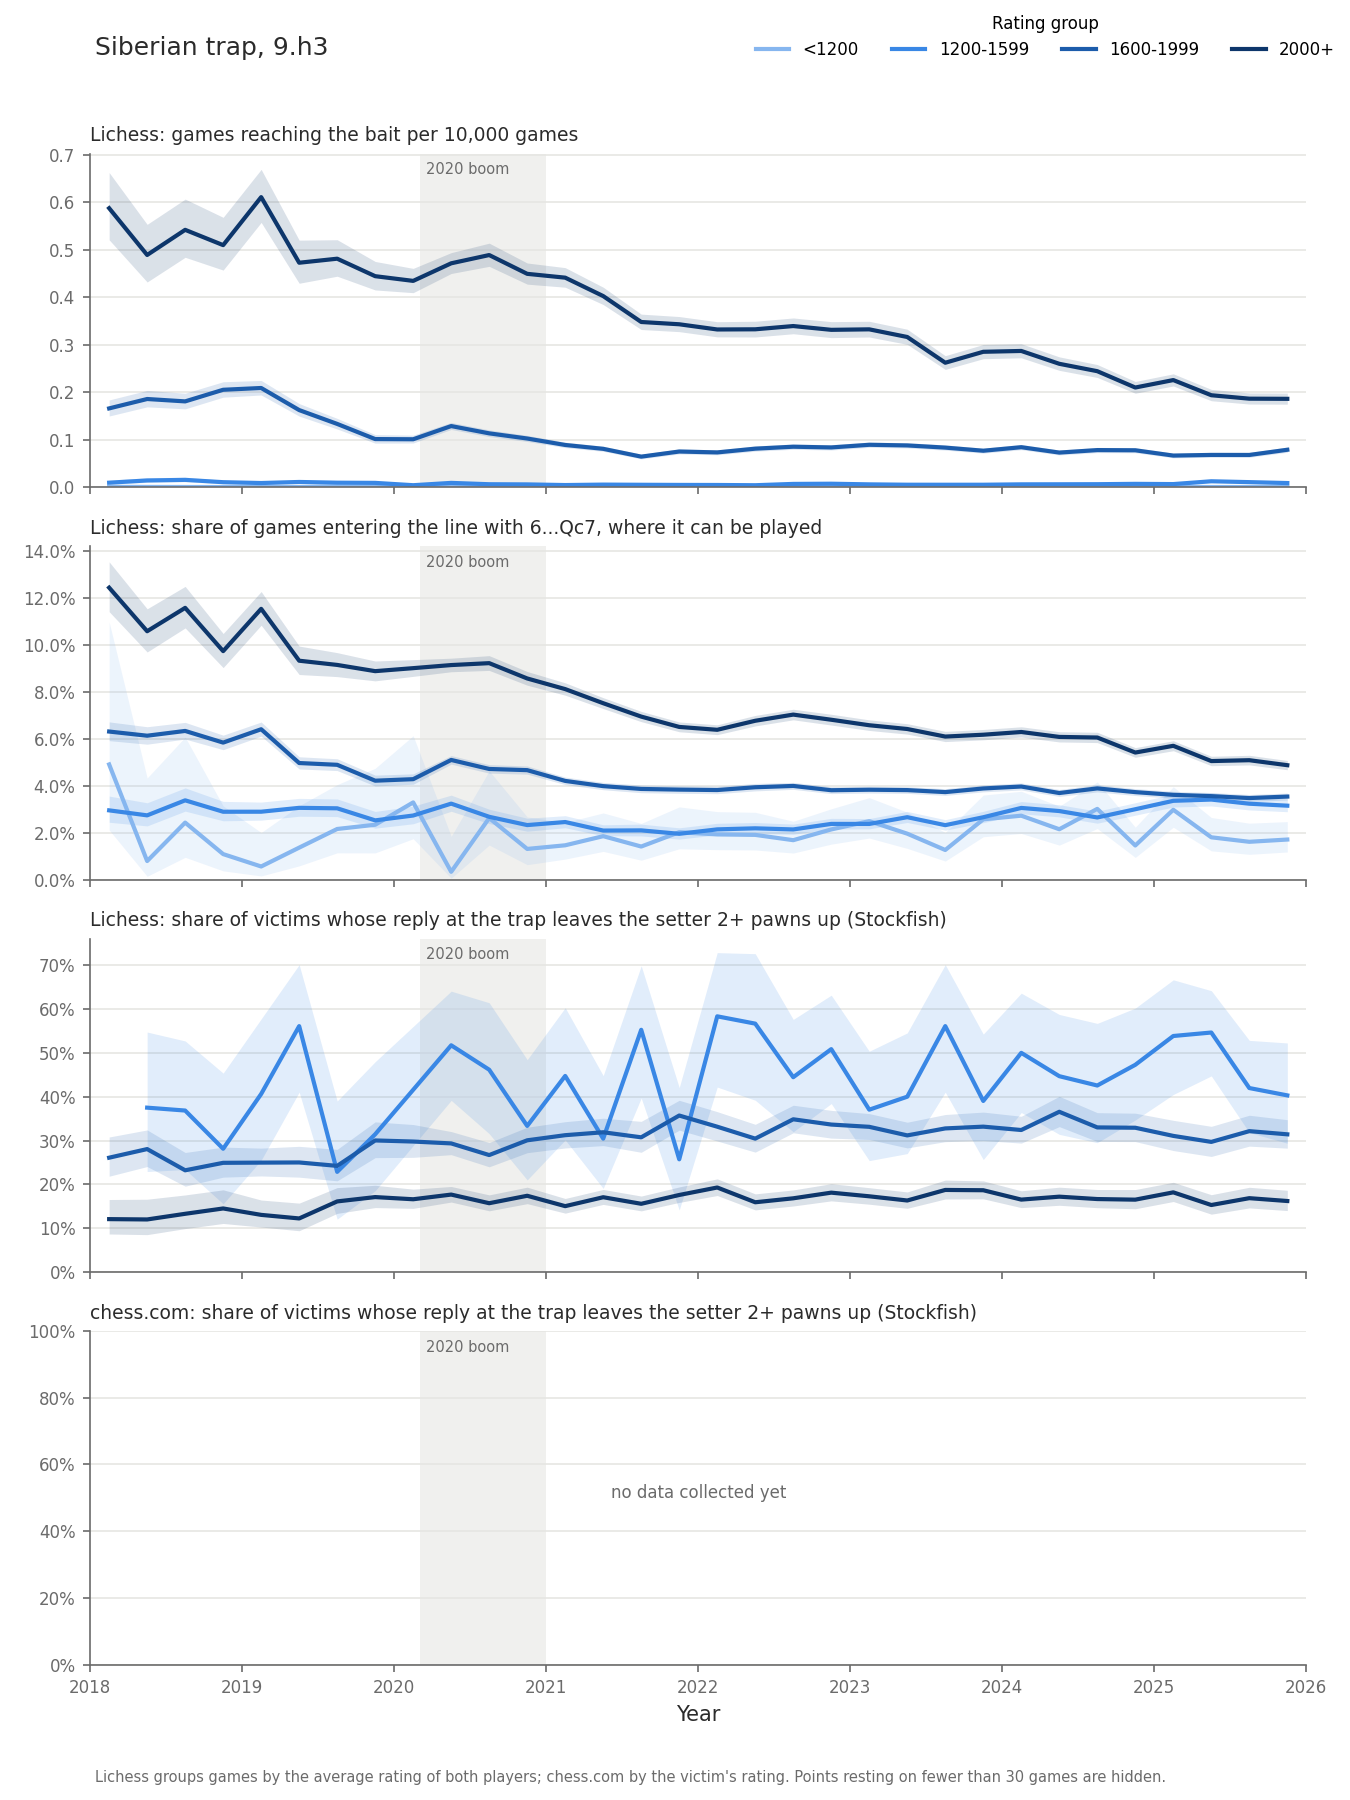 Siberian trap, 9.h3
Rating group
<1200 1200-1599 1600-1999 2000+
Lichess: games reaching the bait per 10,000 games
2020 boom
0.7
0.6
0.5
0.4
0.3
0.2
0.1
0.0
Lichess: share of games entering the line with 6...Qc7, where it can be played
2020 boom
14.0%
12.0%
10.0%
8.0%
6.0%
4.0%
2.0%
0.0%
Lichess: share of victims whose reply at the trap leaves the setter 2+ pawns up (Stockfish)
2020 boom
70%
60%
50%
40%
30%
20%
10%
0%
chess.com: share of victims whose reply at the trap leaves the setter 2+ pawns up (Stockfish)
2020 boom
100%
80%
60%
no data collected yet
40%
20%
0%
2018 2019 2020 2021 2022 2023 2024 2025 2026
Year
Lichess groups games by the average rating of both players; chess.com by the victim's rating. Points resting on fewer than 30 games are hidden.